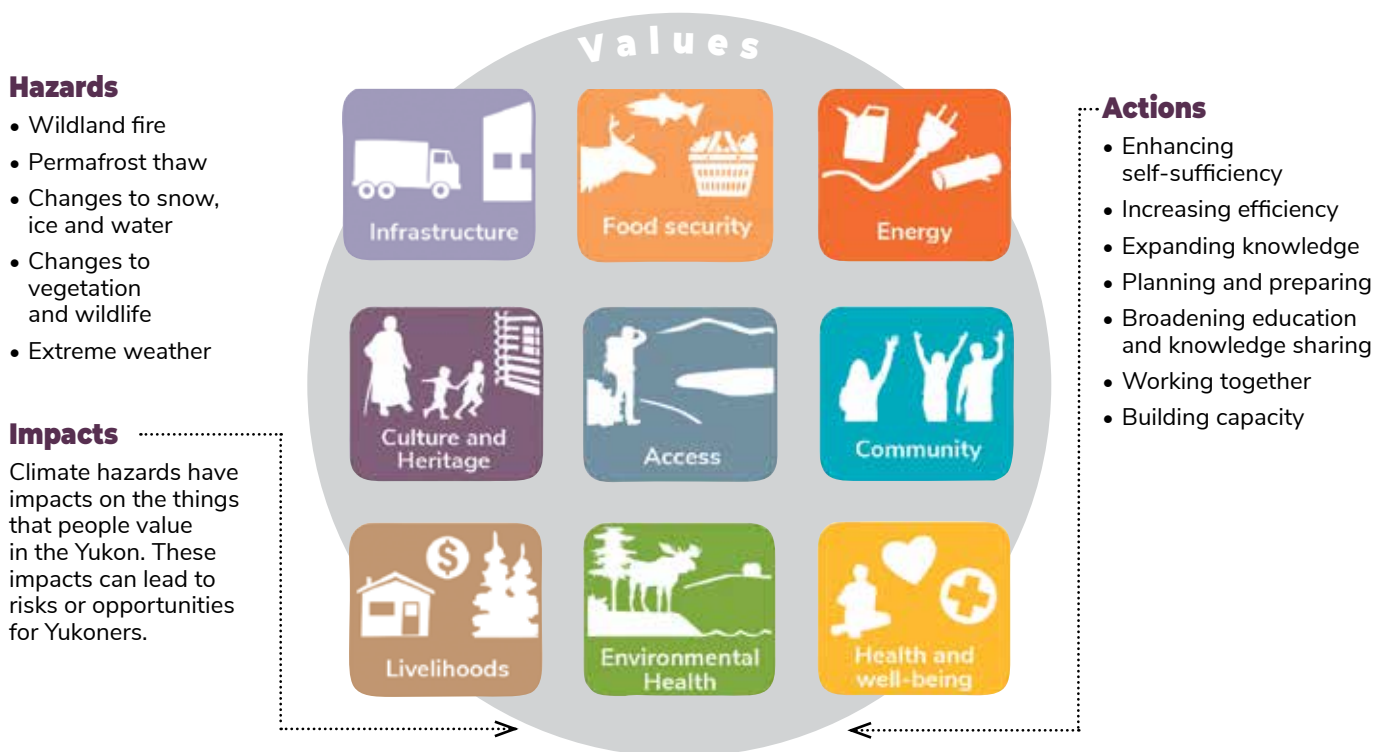 Values
Hazards
• Wildland fire
• Permafrost thaw
• Changes to snow,
ice and water
• Changes to
vegetation
and wildlife
• Extreme weather
Impacts
Climate hazards have
impacts on the things
that people value
in the Yukon. These
impacts can lead to
risks or opportunities
for Yukoners.
Infrastructure
Food security
Energy
Culture and
Heritage
Access
Community
Livelihoods
$
Environmental
Health
Health and
well-being
Actions
• Enhancing
self-sufficiency
• Increasing efficiency
• Expanding knowledge
• Planning and preparing
• Broadening education
and knowledge sharing
• Working together
• Building capacity